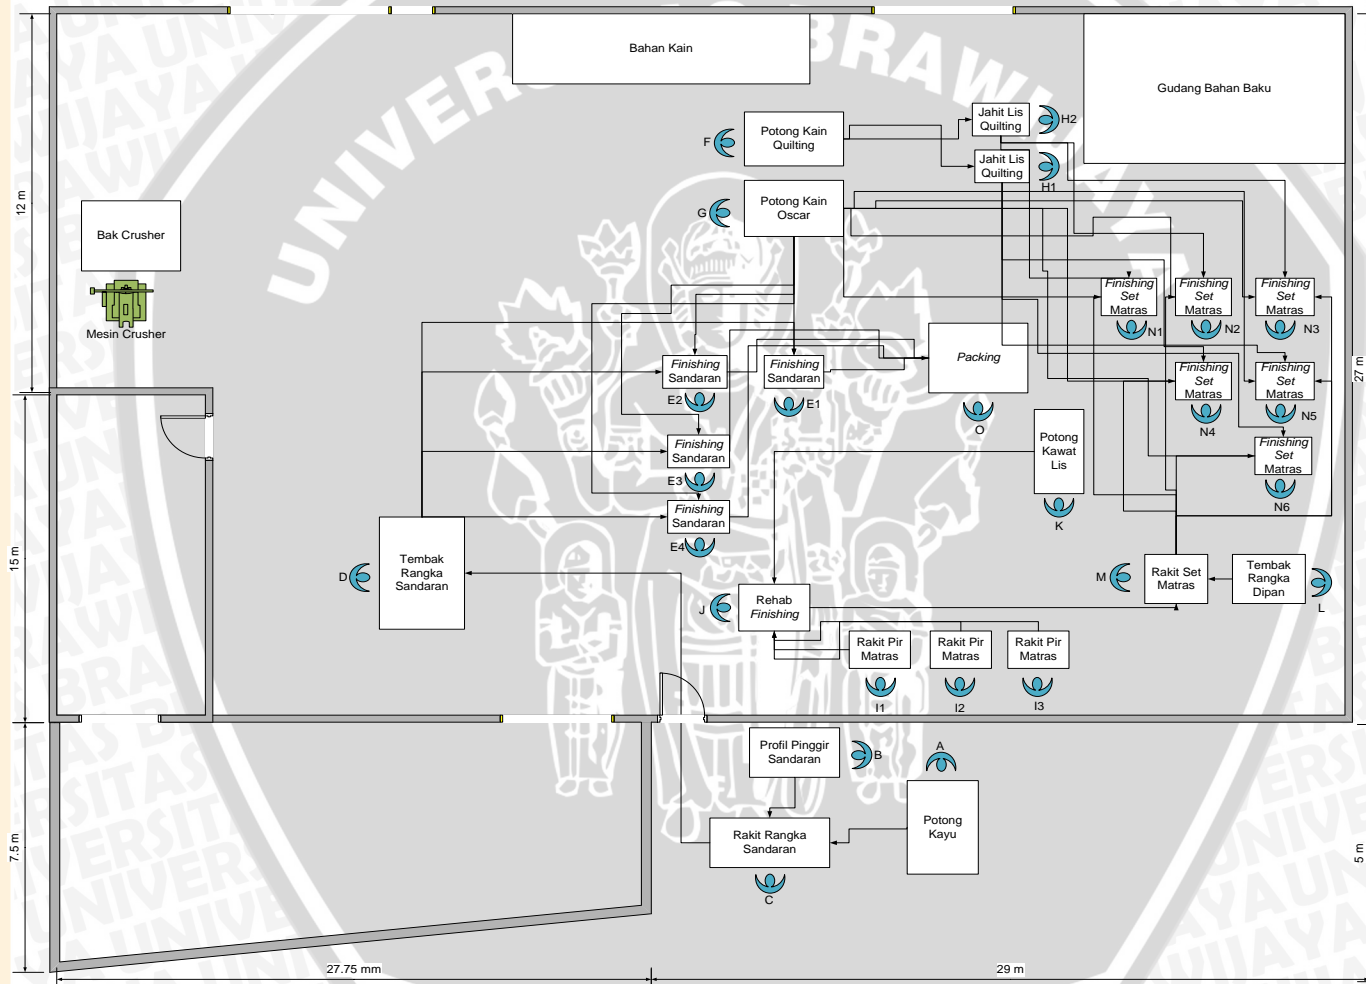 UNIVERSITAS BRAWIJAYA
Bahan Kain
Gudang Bahan Baku
12 m
F
Potong Kain
Quilting
Jahit Lis
Quilting
H2
Jahit Lis
Quilting
H1
G
Potong Kain
Oscar
Bak Crusher
Mesin Crusher
Finishing
Set
Matras
N1
Finishing
Set
Matras
N2
Finishing
Set
Matras
N3
27 m
Finishing
Sandaran
E2
Finishing
Sandaran
E1
Packing
O
Finishing
Set
Matras
N4
Finishing
Set
Matras
N5
Finishing
Sandaran
E3
Potong
Kawat
Lis
K
Finishing
Set
Matras
N6
Finishing
Sandaran
E4
15 m
D
Tembak
Rangka
Sandaran
M
Rakit Set
Matras
Tembak
Rangka
Dipan
L
J
Rehab
Finishing
Rakit Pir
Matras
I1
Rakit Pir
Matras
I2
Rakit Pir
Matras
I3
Profil Pinggir
Sandaran
B
A
Potong
Kayu
Rakit Rangka
Sandaran
C
7.5 m
5 m
27.75 mm
29 m